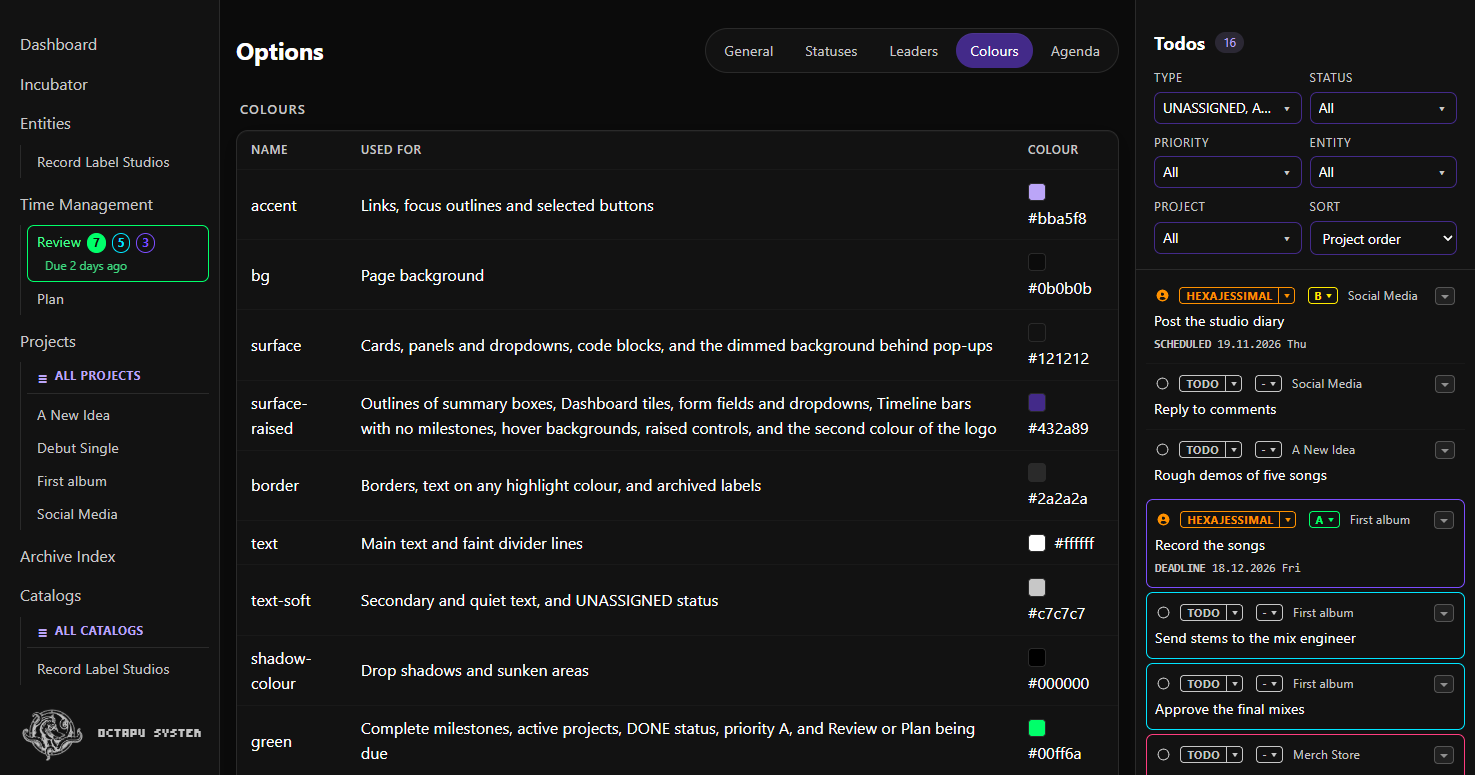 Dashboard
Incubator
Entities
Record Label Studios
Time Management
Review 7 5 3
Due 2 days ago
Plan
Projects
ALL PROJECTS
A New Idea
Debut Single
First album
Social Media
Archive Index
Catalogs
ALL CATALOGS
Record Label Studios
OCTAPU SYSTEM
Options
General Statuses Leaders Colours Agenda
COLOURS
NAME USED FOR COLOUR
accent Links, focus outlines and selected buttons #bba5f8
bg Page background #0b0b0b
surface Cards, panels and dropdowns, code blocks, and the dimmed background behind pop-ups #121212
surface-
raised
Outlines of summary boxes, Dashboard tiles, form fields and dropdowns, Timeline bars
with no milestones, hover backgrounds, raised controls, and the second colour of the logo
#432a89
border Borders, text on any highlight colour, and archived labels #2a2a2a
text Main text and faint divider lines #ffffff
text-soft Secondary and quiet text, and UNASSIGNED status #c7c7c7
shadow-
colour
Drop shadows and sunken areas
#000000
green
Complete milestones, active projects, DONE status, priority A, and Review or Plan being
due
#00ff6a
Todos 16
TYPE STATUS
UNASSIGNED, A... All
PRIORITY ENTITY
All All
PROJECT SORT
All Project order
HEXAJESSIMAL B Social Media
Post the studio diary
SCHEDULED 19.11.2026 Thu
TODO - Social Media
Reply to comments
TODO - A New Idea
Rough demos of five songs
HEXAJESSIMAL A First album
Record the songs
DEADLINE 18.12.2026 Fri
TODO - First album
Send stems to the mix engineer
TODO - First album
Approve the final mixes
TODO - Merch Store